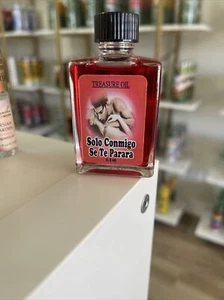 TREASURE OIL
Solo Conmigo
Se Te Parara